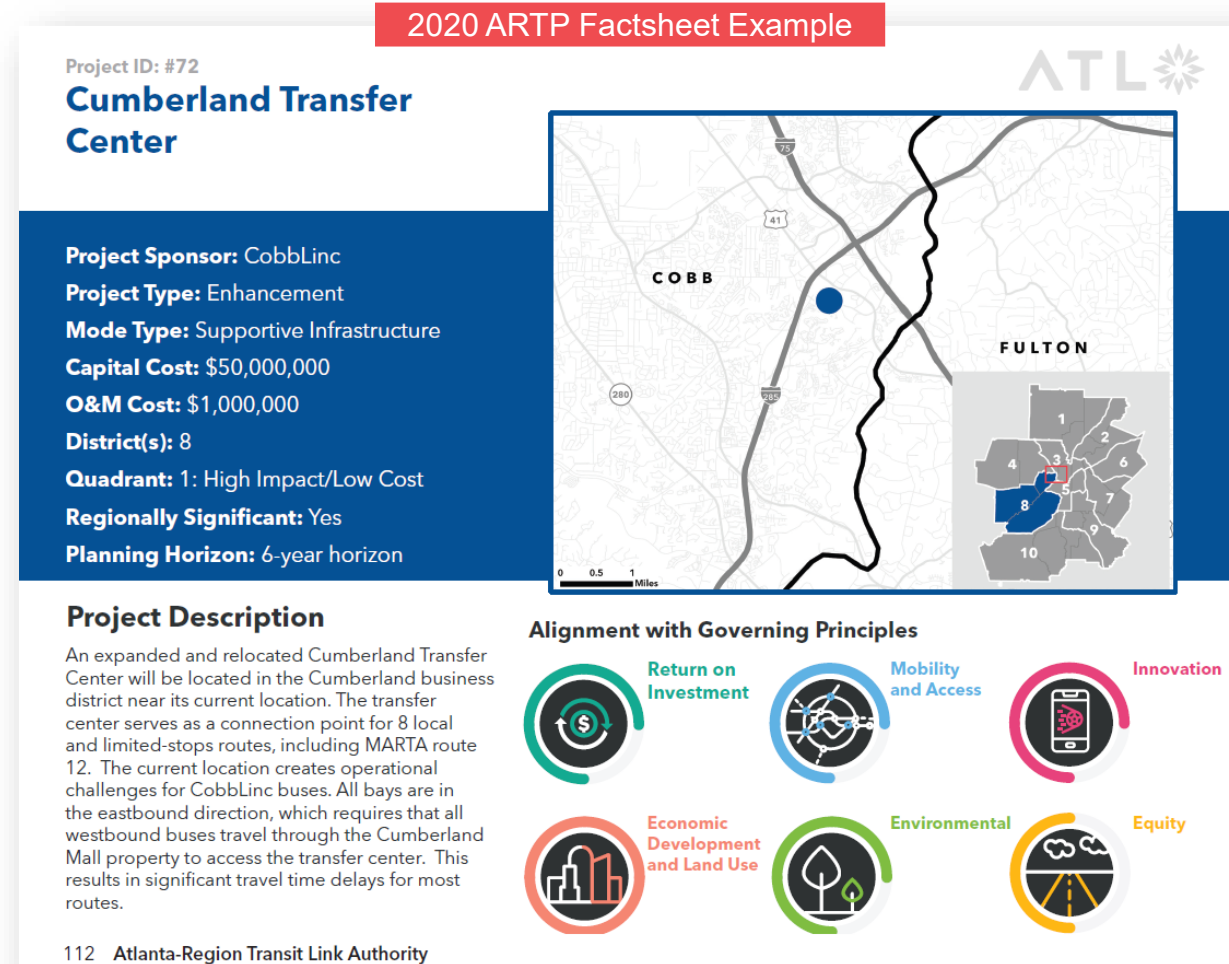 2020 ARTP Factsheet Example
Project ID: #72
Cumberland Transfer
Center
ATL
Project Sponsor: CobbLinc
Project Type: Enhancement
Mode Type: Supportive Infrastructure
Capital Cost: $50,000,000
O&M Cost: $1,000,000
District(s): 8
Quadrant: 1: High Impact/Low Cost
Regionally Significant: Yes
Planning Horizon: 6-year horizon
75
41
COBB
FULTON
280
285
0 0.5 1
Miles
1
2
3
4
6
5
8
7
9
10
Project Description
An expanded and relocated Cumberland Transfer
Center will be located in the Cumberland business
district near its current location. The transfer
center serves as a connection point for 8 local
and limited-stops routes, including MARTA route
12.  The current location creates operational
challenges for CobbLinc buses. All bays are in
the eastbound direction, which requires that all
westbound buses travel through the Cumberland
Mall property to access the transfer center.  This
results in significant travel time delays for most
routes.
Alignment with Governing Principles
Return on
Investment
$
Mobility
and Access
Innovation
Economic
Development
and Land Use
Environmental
Equity
112 Atlanta-Region Transit Link Authority